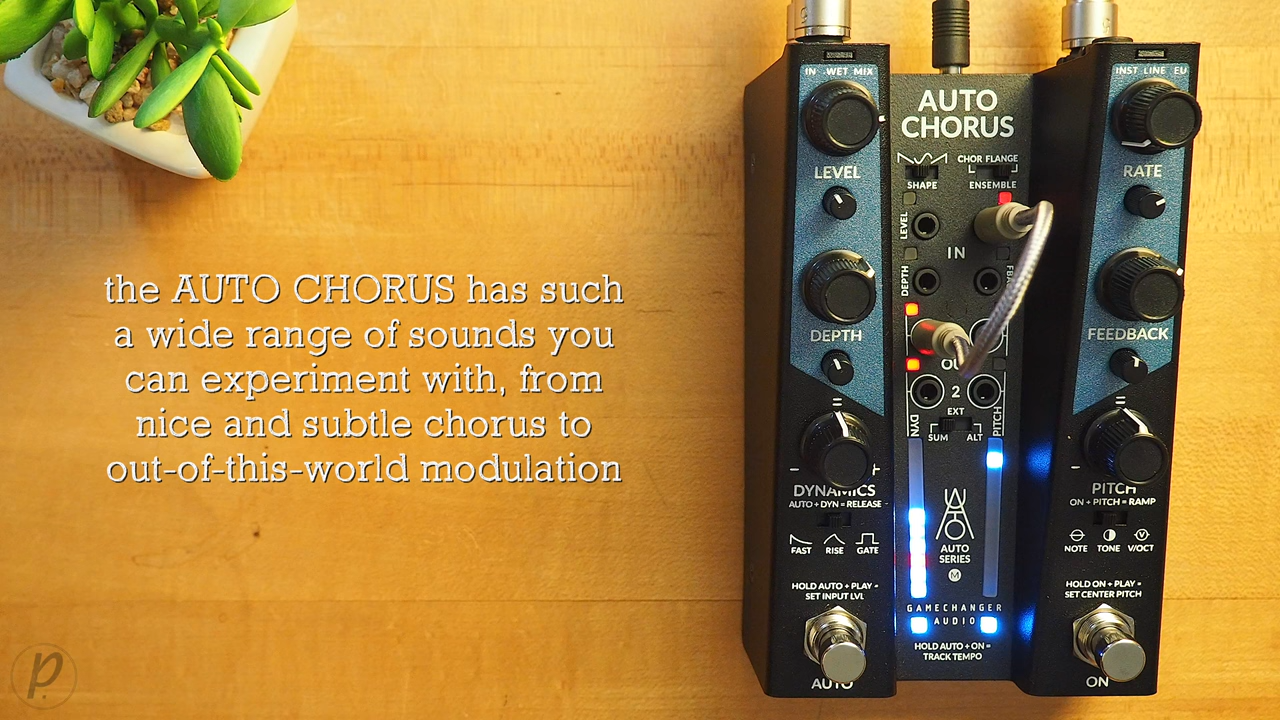 the AUTO CHORUS has such
a wide range of sounds you
can experiment with, from
nice and subtle chorus to
out-of-this-world modulation
IN WET MIX
LEVEL
DEPTH
DYNAMICS
AUTO + DYN = RELEASE
FAST RISE GATE
HOLD AUTO + PLAY =
SET INPUT LVL
AUTO
AUTO
CHORUS
SHAPE
CHOR FLANGE
ENSEMBLE
LEVEL
IN
DEPTH
2
EXT
SUM ALT
DYN
PITCH
AUTO
SERIES
M
GAMECHANGER
AUDIO
HOLD AUTO + ON =
TRACK TEMPO
INST LINE EU
RATE
FEEDBACK
PITCH
ON + PITCH = RAMP
NOTE TONE V/OCT
HOLD ON + PLAY =
SET CENTER PITCH
ON
p